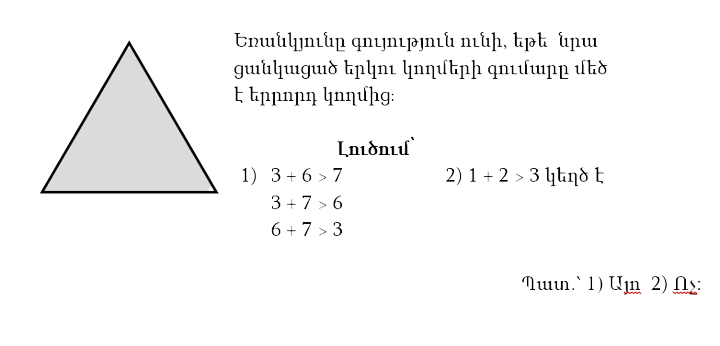 Եռանկյունը գույություն ունի, եթե նրա
ցանկացած երկու կողմերի գումարը մեծ
է երրորդ կողմից:
Լուծում՝
1) 3 + 6 > 7
2) 1 + 2 > 3 կեղծ է
3 + 7 > 6
6 + 7 > 3
Պատ.՝ 1) Այո 2) Ոչ: